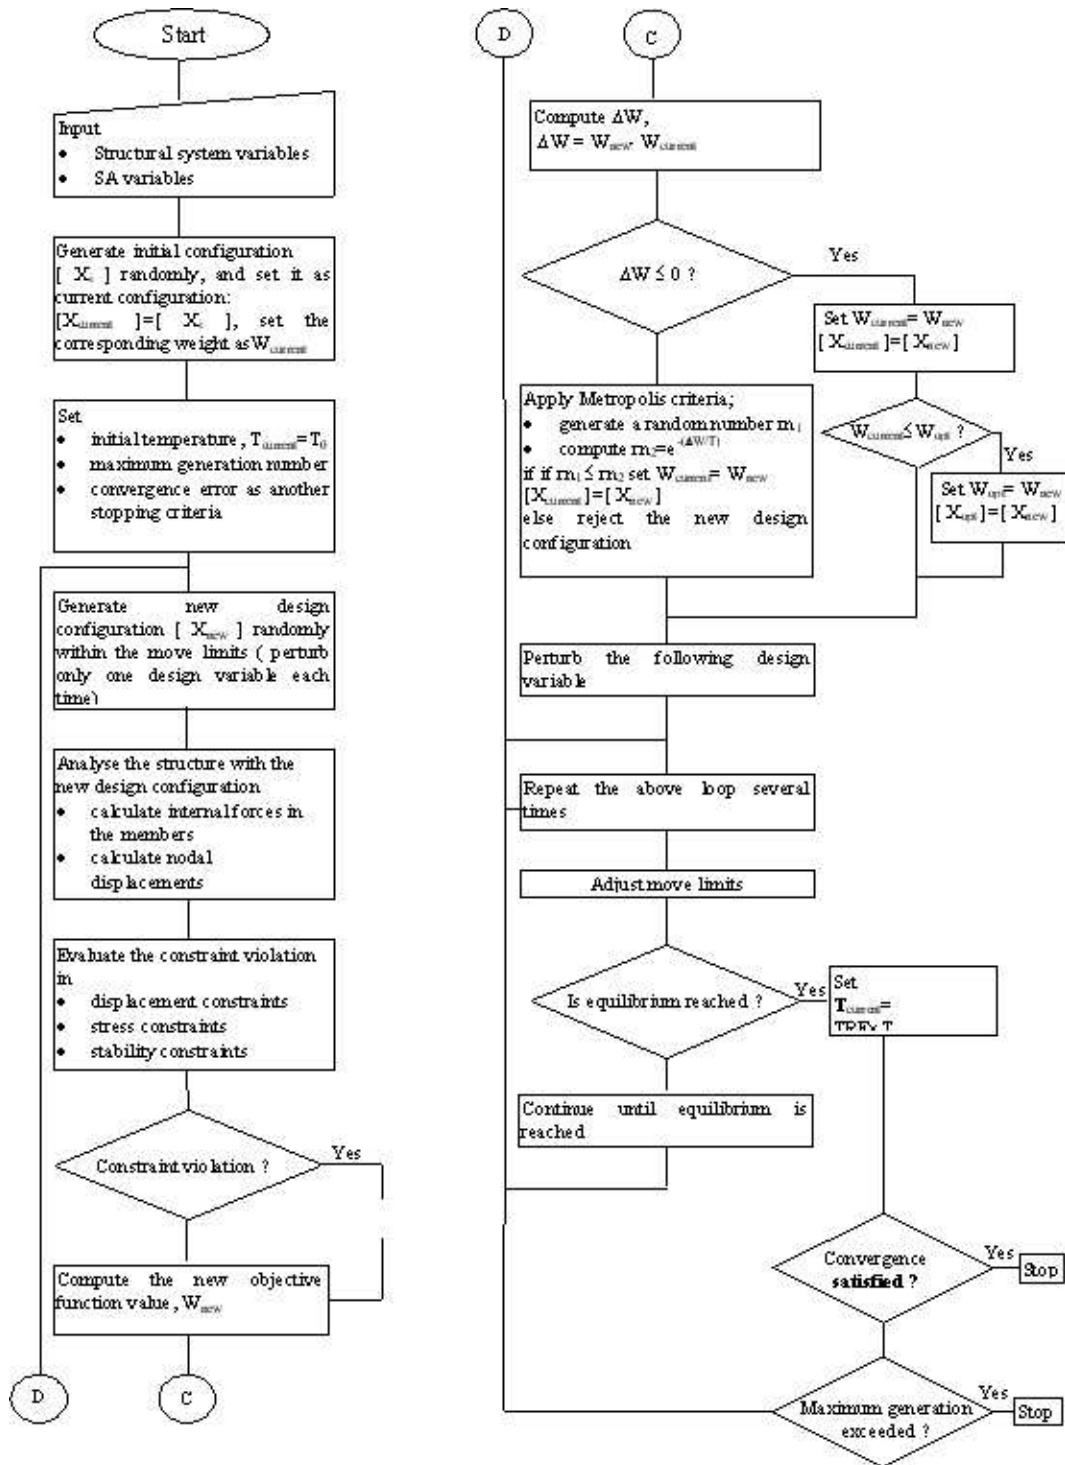 Start
Input
• Structural system variables
• SA variables
Generate initial configuration
[ Xᵢ ] randomly, and set it as
current configuration:
[Xcurrent ]=[ Xᵢ ], set the
corresponding weight as Wcurrent
Set
• initial temperature , Tcurrent= T0
• maximum generation number
• convergence error as another
stopping criteria
Generate new design
configuration [ Xnew ] randomly
within the move limits ( perturb
only one design variable each
time)
Analyse the structure with the
new design configuration
• calculate internal forces in
the members
• calculate nodal
displacements
Evaluate the constraint violation
in
• displacement constraints
• stress constraints
• stability constraints
Constraint violation ?
Yes
Compute the new objective
function value , Wnew
D
C
D
C
Compute ΔW,
ΔW = Wnew- Wcurrent
ΔW ≤ 0 ?
Yes
Set Wcurrent= Wnew
[ Xcurrent ]=[ Xnew ]
Wcurrent≤ Wopt ?
Yes
Set Wopt= Wnew
[ Xopt ]=[ Xnew ]
Apply Metropolis criteria;
• generate a random number rn1
• compute rn2=e-(ΔW/T)
if if rn1 ≤ rn2 set Wcurrent= Wnew
[Xcurrent ]=[ Xnew ]
else reject the new design
configuration
Perturb the following design
variable
Repeat the above loop several
times
Adjust move limits
Is equilibrium reached ?
Yes
Set
Tcurrent=
Continue until equilibrium is
reached
Convergence
satisfied ?
Yes
Stop
Maximum generation
exceeded ?
Yes
Stop